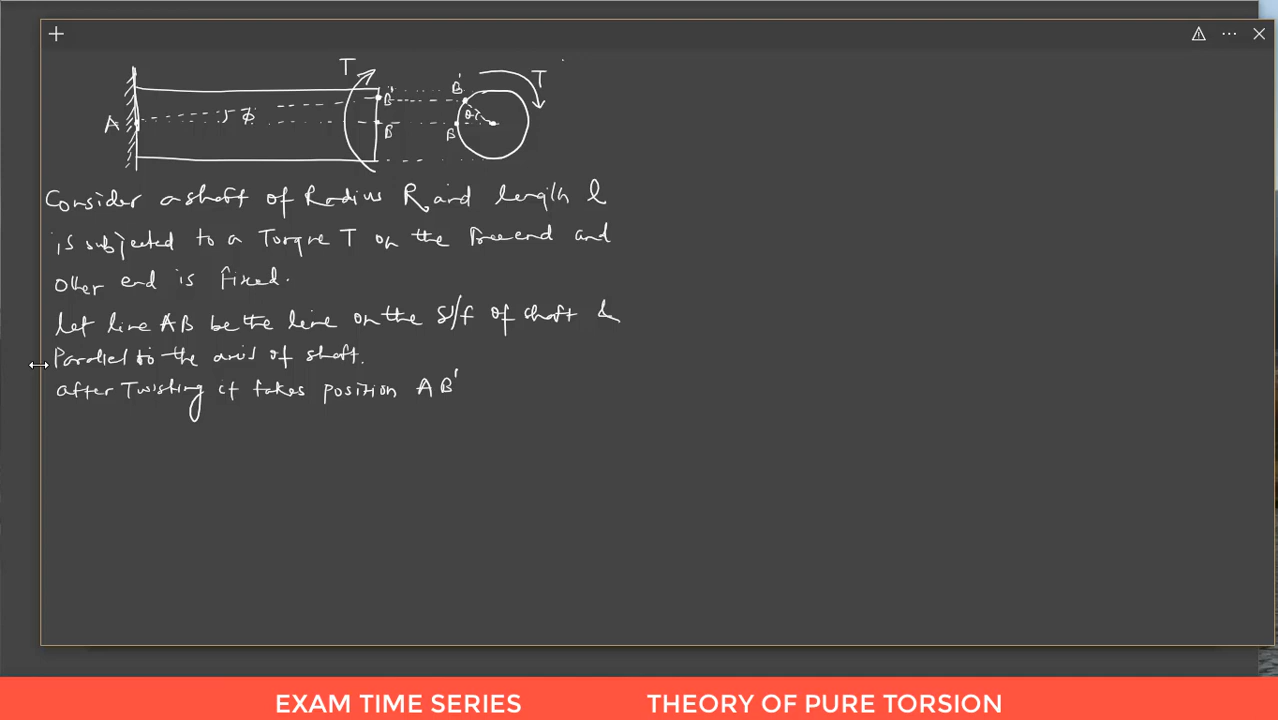 T
B'
B'
T
A
Φ
θ
B
B
Consider a shaft of Radius R, and length l
is subjected to a Torque T on the Free end and
other end is fixed.
let line AB be the line on the S/f of shaft &
Parallel to the axis of shaft.
after Twisting it takes position AB'
EXAM TIME SERIES THEORY OF PURE TORSION